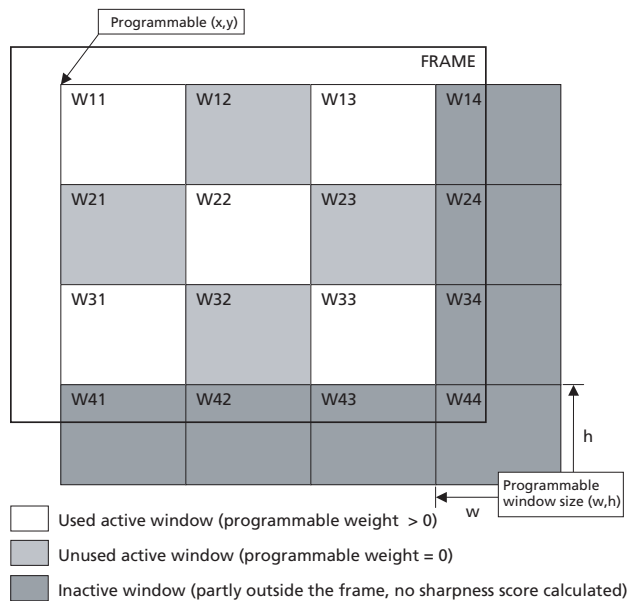 Programmable (x,y)
FRAME
W11 W12 W13 W14
W21 W22 W23 W24
W31 W32 W33 W34
W41 W42 W43 W44
h
Programmable
window size (w,h)
w
Used active window (programmable weight > 0)
Unused active window (programmable weight = 0)
Inactive window (partly outside the frame, no sharpness score calculated)